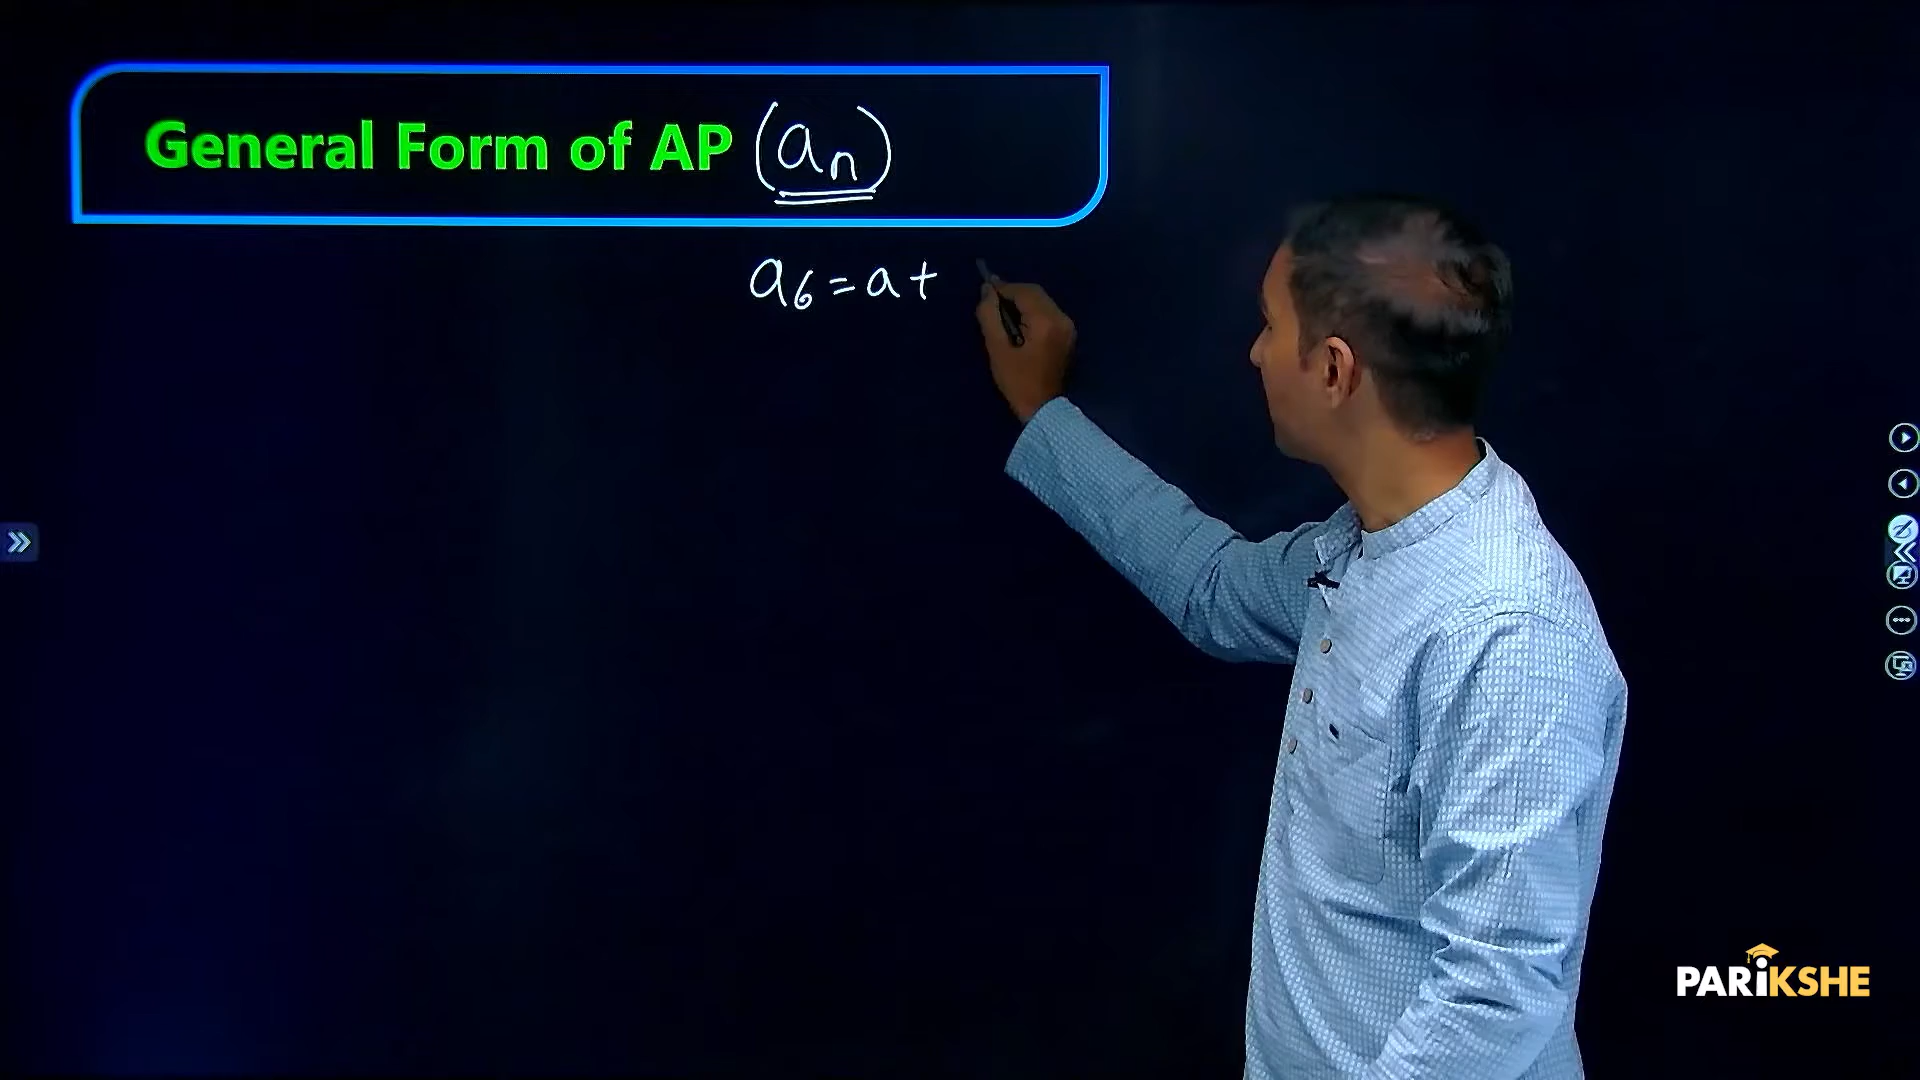 General Form of AP (aₙ)
a₆ = a +
PARiKSHE